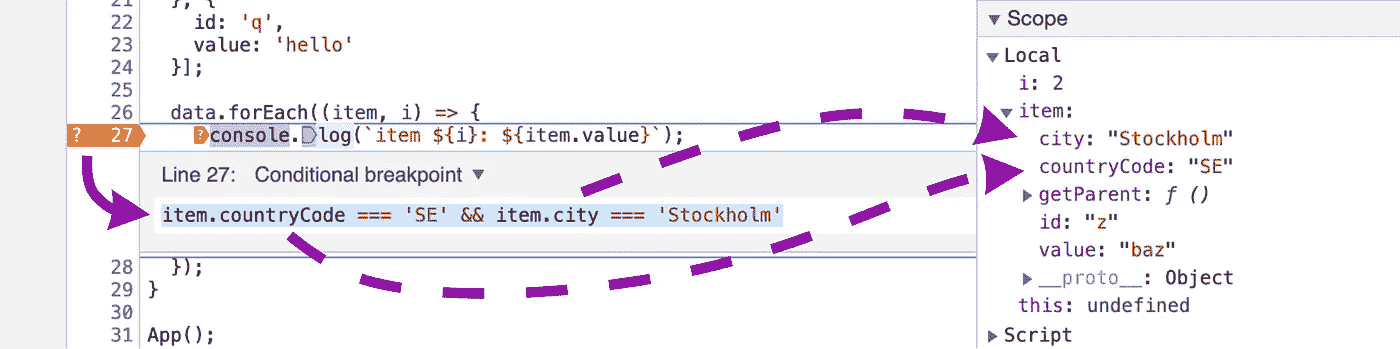 21 }, {
22 id: 'q',
23 value: 'hello'
24 }];
25
26 data.forEach((item, i) => {
? 27 ?console.log(`item ${i}: ${item.value}`);
Line 27: Conditional breakpoint ▼
item.countryCode === 'SE' && item.city === 'Stockholm'
28 });
29 }
30
31 App();
▼ Scope
▼ Local
i: 2
▼ item:
city: "Stockholm"
countryCode: "SE"
▶ getParent: ƒ ()
id: "z"
value: "baz"
▶ __proto__: Object
this: undefined
▶ Script